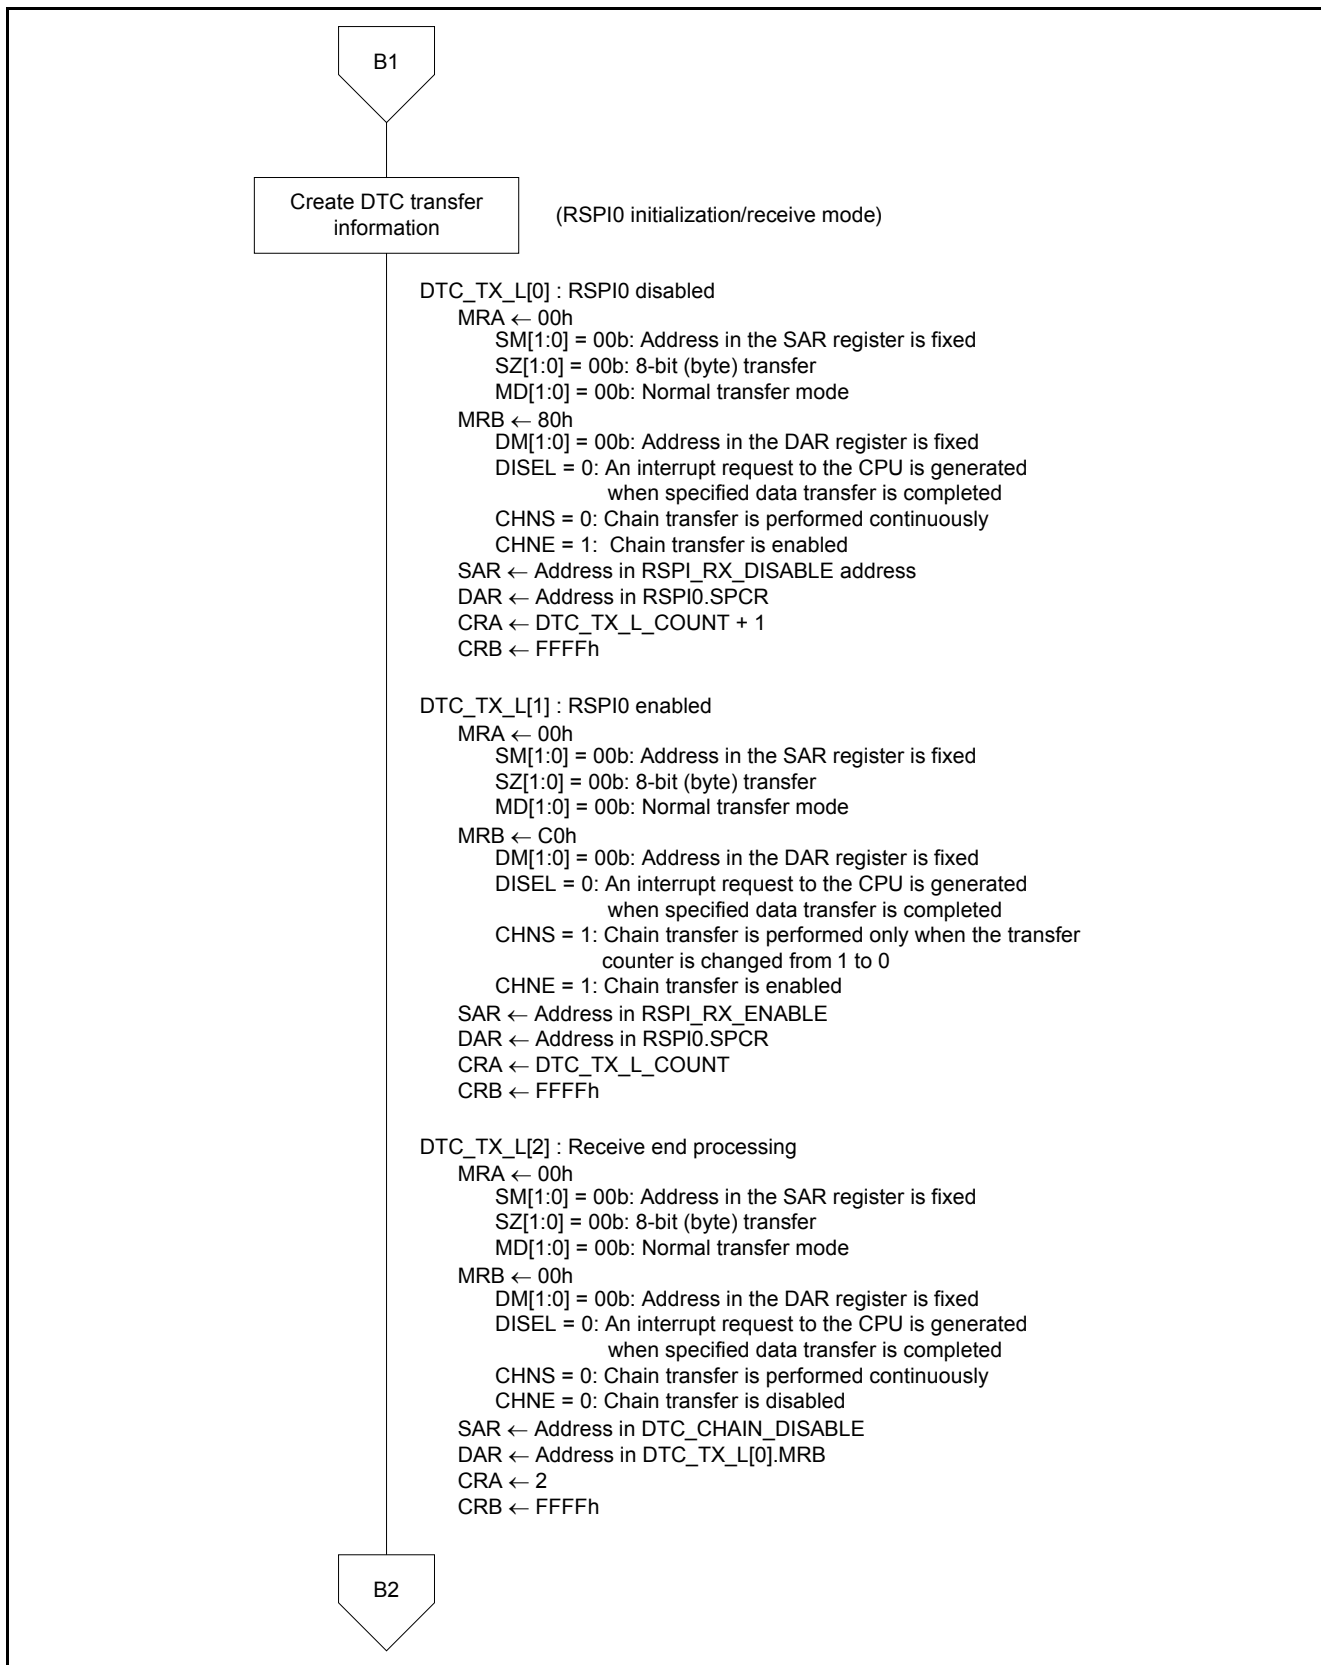 B1
Create DTC transfer
information
(RSPI0 initialization/receive mode)
DTC_TX_L[0] : RSPI0 disabled
MRA ← 00h
SM[1:0] = 00b: Address in the SAR register is fixed
SZ[1:0] = 00b: 8-bit (byte) transfer
MD[1:0] = 00b: Normal transfer mode
MRB ← 80h
DM[1:0] = 00b: Address in the DAR register is fixed
DISEL = 0: An interrupt request to the CPU is generated
when specified data transfer is completed
CHNS = 0: Chain transfer is performed continuously
CHNE = 1: Chain transfer is enabled
SAR ← Address in RSPI_RX_DISABLE address
DAR ← Address in RSPI0.SPCR
CRA ← DTC_TX_L_COUNT + 1
CRB ← FFFFh
DTC_TX_L[1] : RSPI0 enabled
MRA ← 00h
SM[1:0] = 00b: Address in the SAR register is fixed
SZ[1:0] = 00b: 8-bit (byte) transfer
MD[1:0] = 00b: Normal transfer mode
MRB ← C0h
DM[1:0] = 00b: Address in the DAR register is fixed
DISEL = 0: An interrupt request to the CPU is generated
when specified data transfer is completed
CHNS = 1: Chain transfer is performed only when the transfer
counter is changed from 1 to 0
CHNE = 1: Chain transfer is enabled
SAR ← Address in RSPI_RX_ENABLE
DAR ← Address in RSPI0.SPCR
CRA ← DTC_TX_L_COUNT
CRB ← FFFFh
DTC_TX_L[2] : Receive end processing
MRA ← 00h
SM[1:0] = 00b: Address in the SAR register is fixed
SZ[1:0] = 00b: 8-bit (byte) transfer
MD[1:0] = 00b: Normal transfer mode
MRB ← 00h
DM[1:0] = 00b: Address in the DAR register is fixed
DISEL = 0: An interrupt request to the CPU is generated
when specified data transfer is completed
CHNS = 0: Chain transfer is performed continuously
CHNE = 0: Chain transfer is disabled
SAR ← Address in DTC_CHAIN_DISABLE
DAR ← Address in DTC_TX_L[0].MRB
CRA ← 2
CRB ← FFFFh
B2